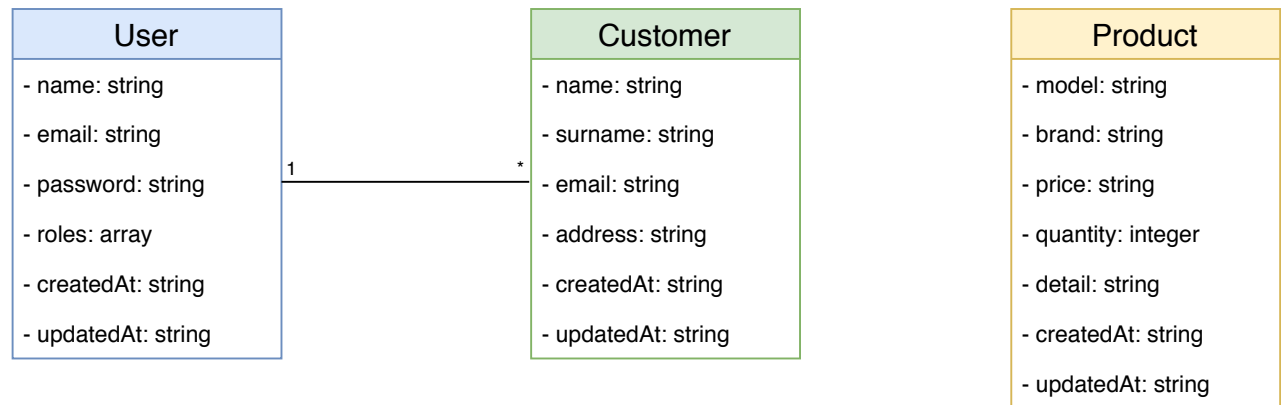 User
- name: string
- email: string
- password: string
- roles: array
- createdAt: string
- updatedAt: string
1
*
Customer
- name: string
- surname: string
- email: string
- address: string
- createdAt: string
- updatedAt: string
Product
- model: string
- brand: string
- price: string
- quantity: integer
- detail: string
- createdAt: string
- updatedAt: string